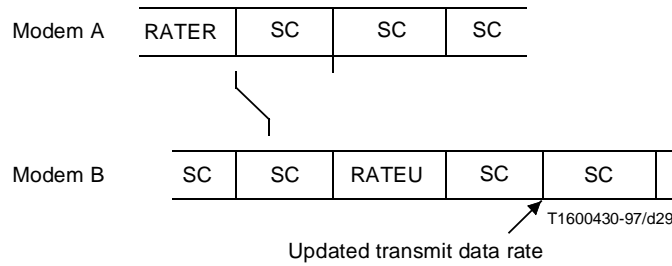 Modem A RATER SC SC SC
Modem B SC SC RATEU SC SC
T1600430-97/d29
Updated transmit data rate